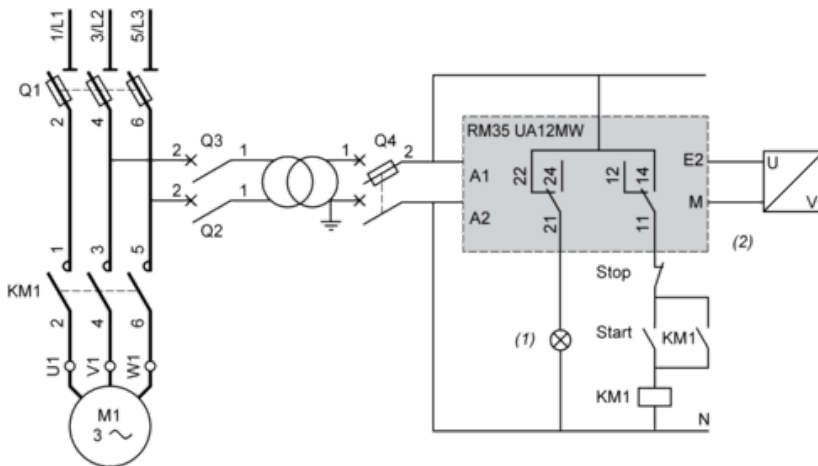 1/L1 3/L2 5/L3
Q1
2 4 6
Q3
2 1
2 1
Q2
1
1
Q4
2
RM35 UA12MW
A1
A2
22 24
21
12 14
11
E2
M
U
V
(2)
Stop
Start
KM1
KM1
N
(1)
1 3 5
KM1
2 4 6
U1 V1 W1
M1
3